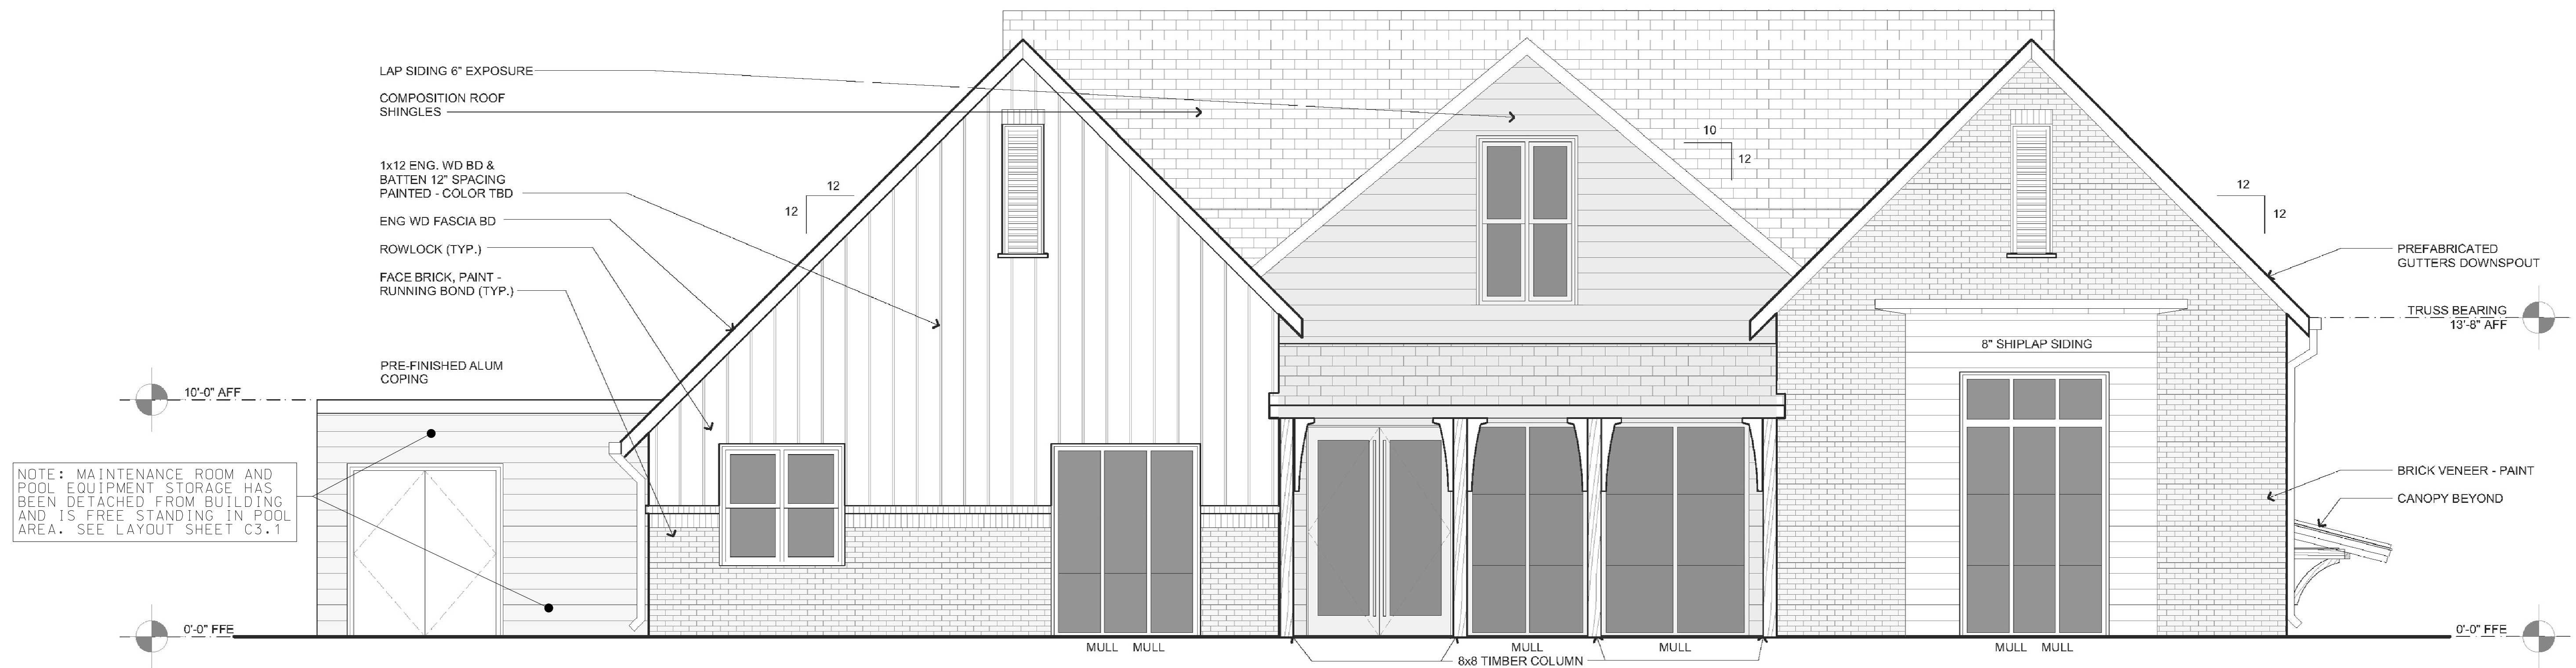 LAP SIDING 6" EXPOSURE
COMPOSITION ROOF
SHINGLES
1x12 ENG. WD BD &
BATTEN 12" SPACING
PAINTED - COLOR TBD
ENG WD FASCIA BD
ROWLOCK (TYP.)
FACE BRICK, PAINT -
RUNNING BOND (TYP.)
PRE-FINISHED ALUM
COPING
10'-0" AFF
NOTE: MAINTENANCE ROOM AND
POOL EQUIPMENT STORAGE HAS
BEEN DETACHED FROM BUILDING
AND IS FREE STANDING IN POOL
AREA. SEE LAYOUT SHEET C3.1
0'-0" FFE
12
12
10
12
12
12
PREFABRICATED
GUTTERS DOWNSPOUT
TRUSS BEARING
13'-8" AFF
8" SHIPLAP SIDING
BRICK VENEER - PAINT
CANOPY BEYOND
0'-0" FFE
MULL MULL
MULL
MULL
MULL MULL
8x8 TIMBER COLUMN